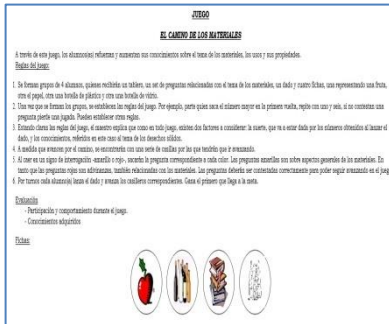 JUEGO
EL CAMINO DE LOS MATERIALES
A través de este juego, los alumnos(as) refuerzan y aumentan sus conocimientos sobre el tema de los materiales, los usos y sus propiedades.
Reglas del juego:
1. Se forman grupos de 4 alumnos, quienes recibirán un tablero, un set de preguntas relacionadas con el tema de los materiales, un dado y cuatro fichas, una representando una fruta,
otra el papel, otra una botella de plástico y otra una botella de vidrio.
2. Una vez que se forman los grupos, se establecen las reglas del juego. Por ejemplo, parte quien saca el número mayor en la primera vuelta, repite con uno y seis, si no contestan una
pregunta pierde una jugada. Pueden establecer otras reglas.
3. Estando claras las reglas del juego, el maestro explica que como en todo juego, existen dos factores a considerar: la suerte, que va a estar dada por los números obtenidos al lanzar el
dado, y los conocimientos, referidos en este caso al tema de los desechos sólidos.
4. A medida que avanzan por el camino, se encontrarán con una serie de casillas por las que tendrán que ir avanzando.
5. Al caer en un signo de interrogación -amarillo o rojo-, sacarán la pregunta correspondiente a cada color. Las preguntas amarillas son sobre aspectos generales de los materiales. En
tanto que las preguntas rojas son adivinanzas, también relacionadas con los materiales. Las preguntas deberán ser contestadas correctamente para poder seguir avanzando en el juego
6. Por turnos cada alumno(a) lanza el dado y avanza los casilleros correspondientes. Gana el primero que llega a la meta.
Evaluación
- Participación y comportamiento durante el juego.
- Conocimientos adquiridos
Fichas: